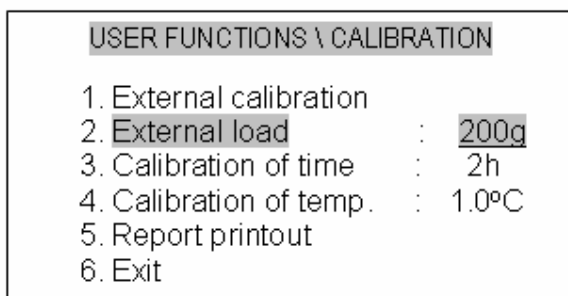 USER FUNCTIONS \ CALIBRATION
1. External calibration
2. External load : 200g
3. Calibration of time : 2h
4. Calibration of temp. : 1.0ºC
5. Report printout
6. Exit